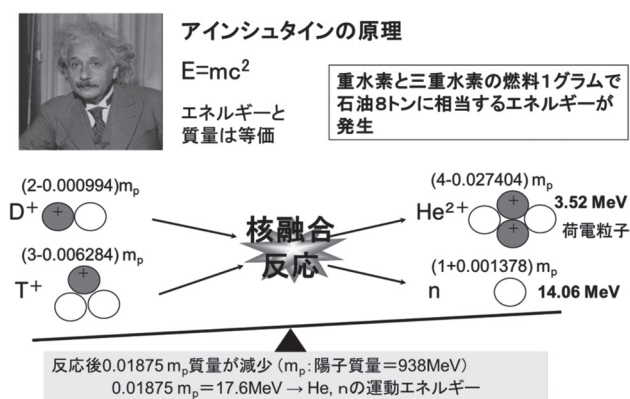 アインシュタインの原理
E=mc²
エネルギーと
質量は等価
重水素と三重水素の燃料1グラムで
石油8トンに相当するエネルギーが
発生
(2-0.000994)mₚ
D⁺
+
(3-0.006284)mₚ
+
T⁺
核融合
反応
(4-0.027404) mₚ
3.52 MeV
He²⁺
+
+
荷電粒子
(1+0.001378) mₚ
n
14.06 MeV
反応後0.01875 mₚ質量が減少 (mₚ:陽子質量=938MeV)
0.01875 mₚ=17.6MeV → He, nの運動エネルギー